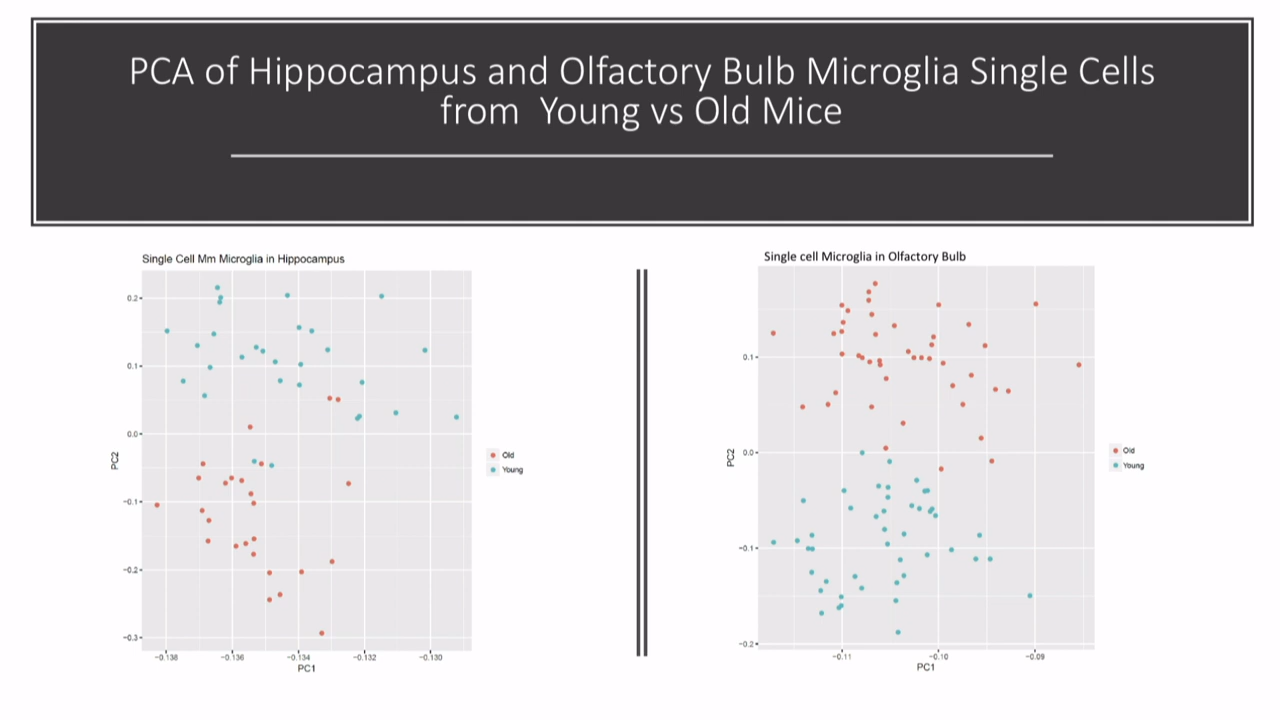 PCA of Hippocampus and Olfactory Bulb Microglia Single Cells
from Young vs Old Mice
Single Cell Mm Microglia in Hippocampus
0.2
0.1
0.0
-0.1
-0.2
-0.3
PC2
-0.138 -0.136 -0.134 -0.132 -0.130
PC1
Old
Young
Single cell Microglia in Olfactory Bulb
0.1
0.0
-0.1
-0.2
PC2
-0.11 -0.10 -0.09
PC1
Old
Young